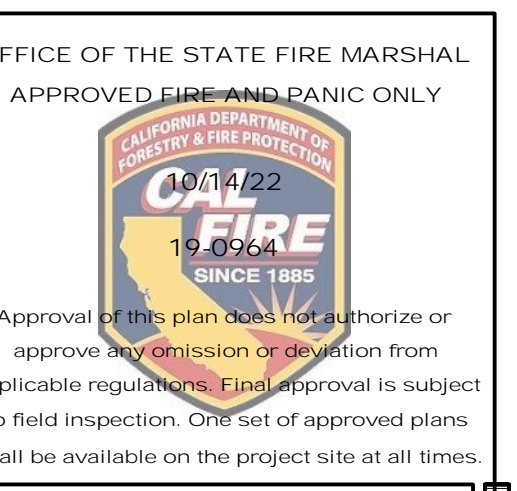 FFICE OF THE STATE FIRE MARSHAL
APPROVED FIRE AND PANIC ONLY
CALIFORNIA DEPARTMENT OF
FORESTRY & FIRE PROTECTION
10/14/22
CAL
FIRE
19-0964
SINCE 1885
Approval of this plan does not authorize or
approve any omission or deviation from
plicable regulations. Final approval is subject
o field inspection. One set of approved plans
all be available on the project site at all times.